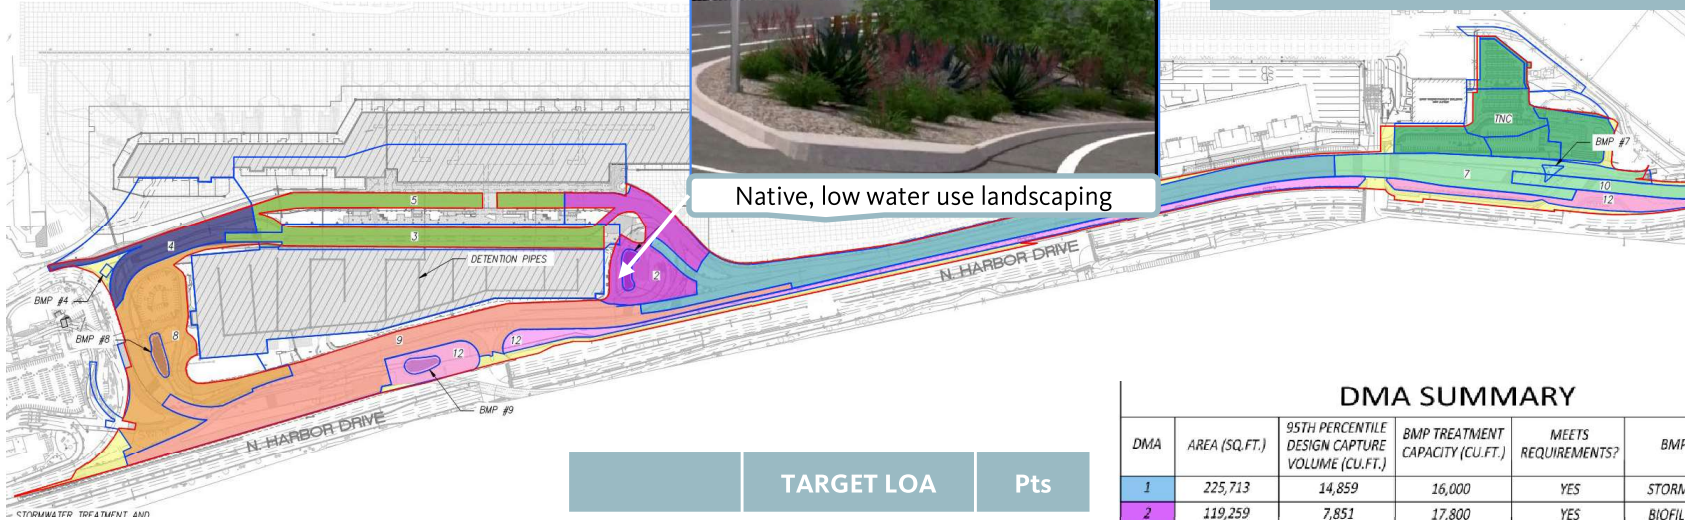 Native, low water use landscaping
TNC
BMP #7
7
10
12
5
3
4
2
DETENTION PIPES
N. HARBOR DRIVE
BMP #4
BMP #8
8
9
12
12
BMP #9
N. HARBOR DRIVE
STORMWATER TREATMENT AND
TARGET LOA Pts
DMA SUMMARY
DMA AREA (SQ.FT.) 95TH PERCENTILE DESIGN CAPTURE VOLUME (CU.FT.) BMP TREATMENT CAPACITY (CU.FT.) MEETS REQUIREMENTS? BMP
1 225,713 14,859 16,000 YES STORM
2 119,259 7,851 17,800 YES BIOFIL